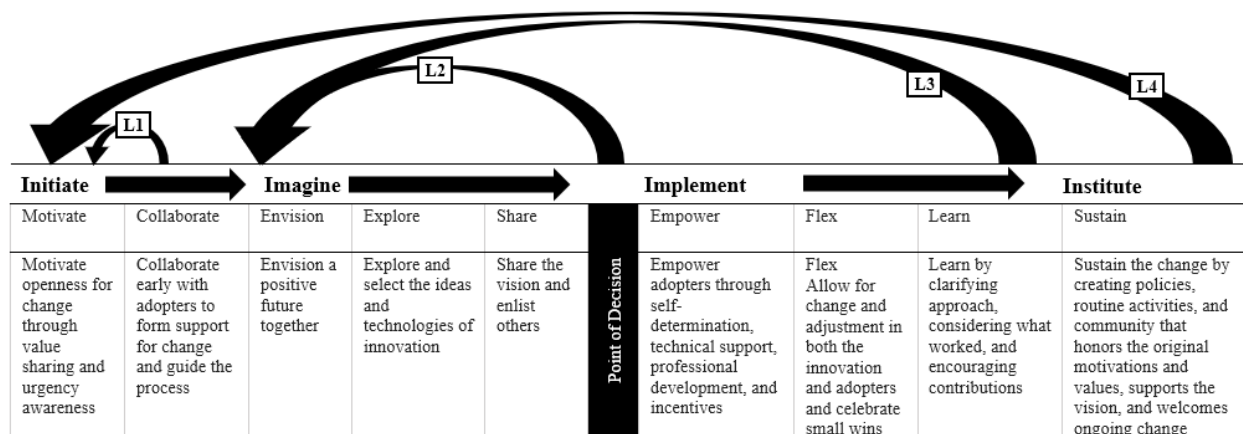 L1
L2
L3
L4
Initiate
Imagine
Implement
Institute
Motivate
Collaborate
Envision
Explore
Share
Empower
Flex
Learn
Sustain
Motivate
openness for
change
through
value
sharing and
urgency
awareness
Collaborate
early with
adopters to
form support
for change
and guide the
process
Envision a
positive
future
together
Explore and
select the ideas
and
technologies of
innovation
Share the
vision and
enlist
others
Point of Decision
Empower
adopters through
self-
determination,
technical support,
professional
development, and
incentives
Flex
Allow for
change and
adjustment in
both the
innovation
and adopters
and celebrate
small wins
Learn by
clarifying
approach,
considering what
worked, and
encouraging
contributions
Sustain the change by
creating policies,
routine activities, and
community that
honors the original
motivations and
values, supports the
vision, and welcomes
ongoing change